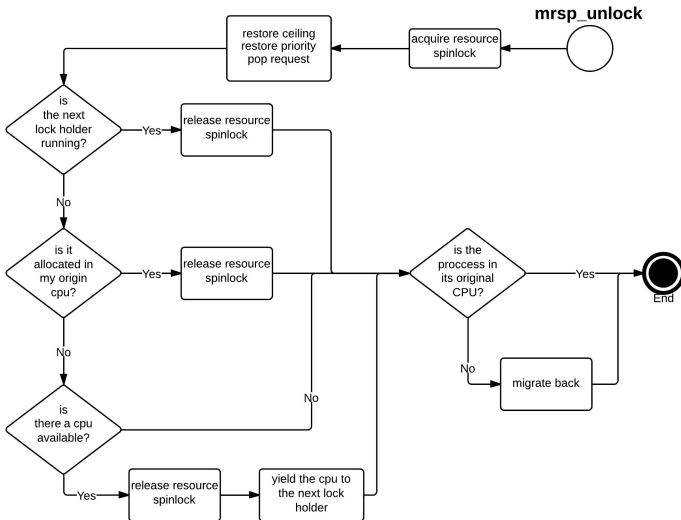 mrsp_unlock
acquire resource
spinlock
restore ceiling
restore priority
pop request
is
the next
lock holder
running?
Yes
release resource
spinlock
No
is it
allocated in
my origin
cpu?
Yes
release resource
spinlock
is the
proccess in
its original
CPU?
Yes
End
No
No
No
migrate back
is
there a cpu
available?
Yes
release resource
spinlock
yield the cpu to
the next lock
holder